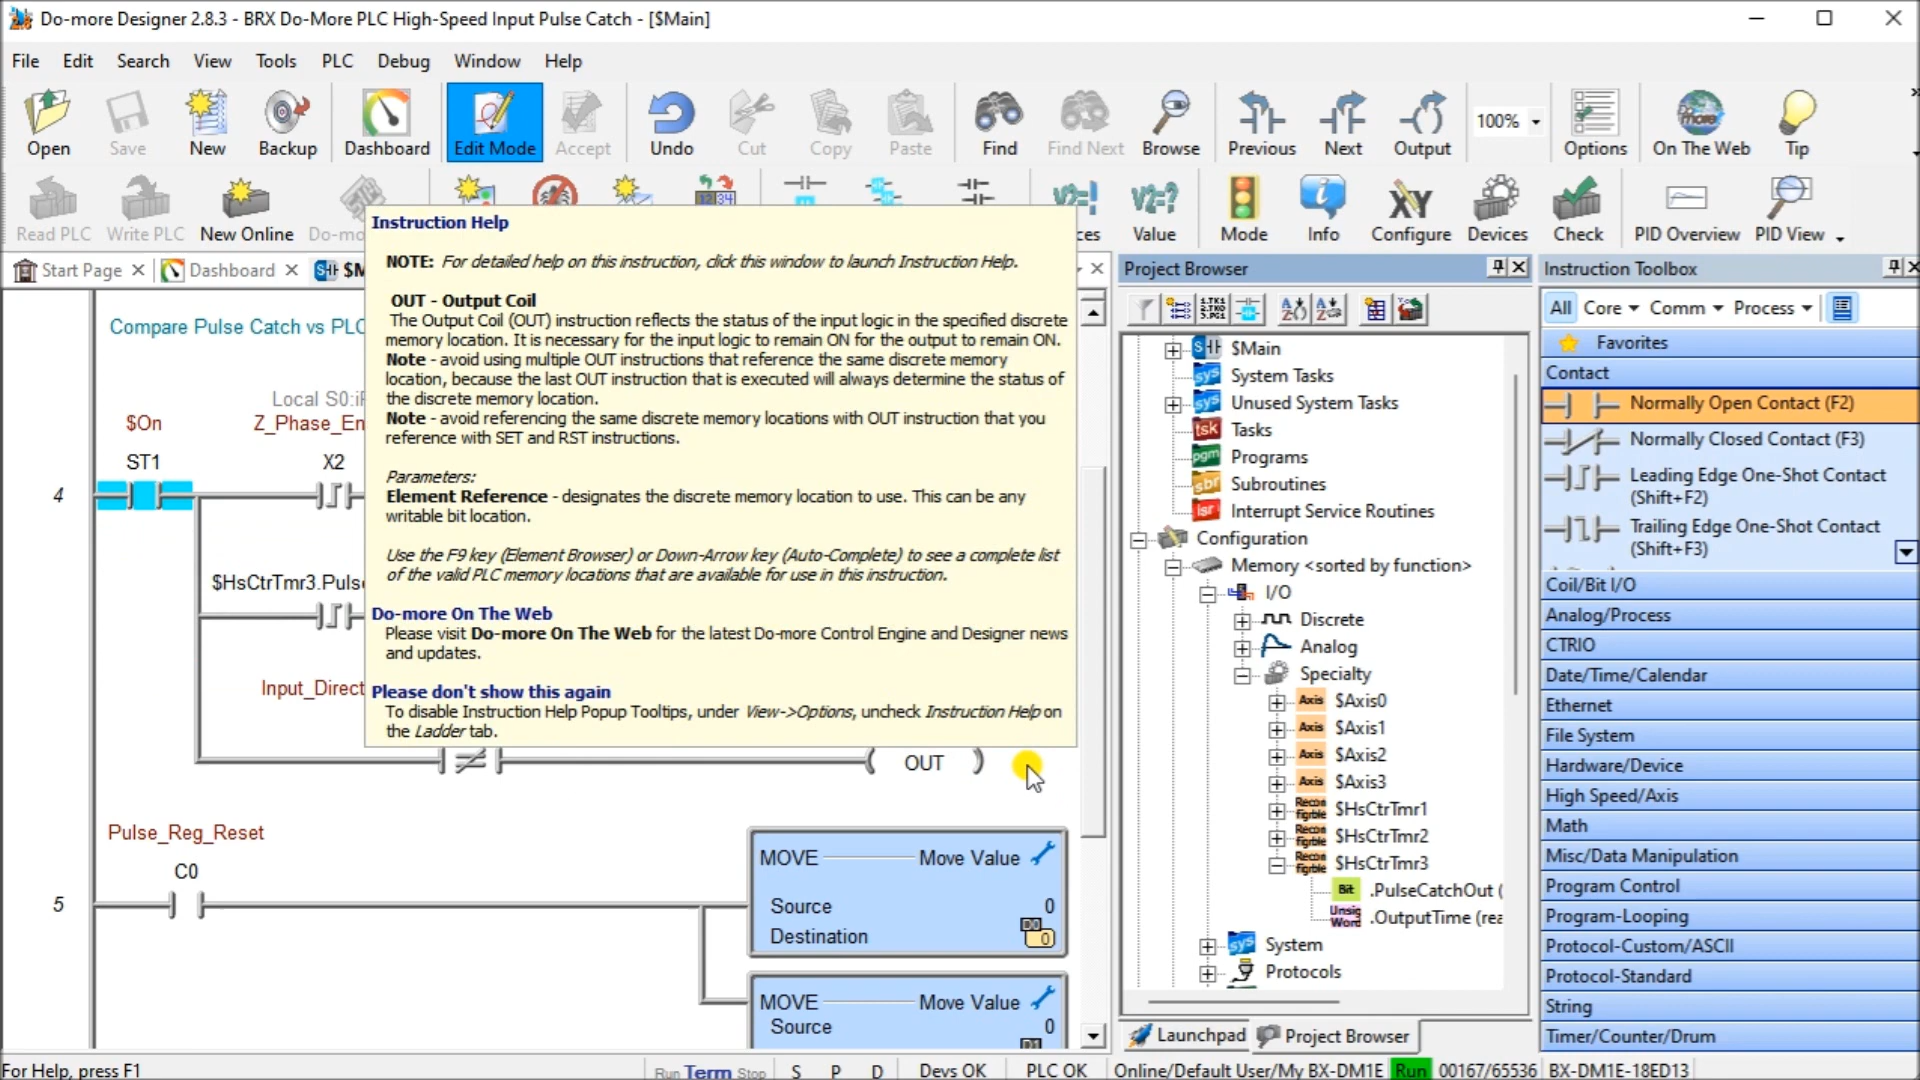 Do-more Designer 2.8.3 - BRX Do-More PLC High-Speed Input Pulse Catch - [$Main]
File Edit Search View Tools PLC Debug Window Help
Open Save New Backup Dashboard Edit Mode Accept Undo Cut Copy Paste Find Find Next Browse Previous Next Output 100% Options On The Web Tip
Read PLC Write PLC New Online Value Mode Info Configure Devices Check PID Overview PID View
Start Page Dashboard
Instruction Help
NOTE: For detailed help on this instruction, click this window to launch Instruction Help.
OUT - Output Coil
The Output Coil (OUT) instruction reflects the status of the input logic in the specified discrete
memory location. It is necessary for the input logic to remain ON for the output to remain ON.
Note - avoid using multiple OUT instructions that reference the same discrete memory
location, because the last OUT instruction that is executed will always determine the status of
the discrete memory location.
Note - avoid referencing the same discrete memory locations with OUT instruction that you
reference with SET and RST instructions.
Parameters:
Element Reference - designates the discrete memory location to use. This can be any
writable bit location.
Use the F9 key (Element Browser) or Down-Arrow key (Auto-Complete) to see a complete list
of the valid PLC memory locations that are available for use in this instruction.
Do-more On The Web
Please visit Do-more On The Web for the latest Do-more Control Engine and Designer news
and updates.
Please don't show this again
To disable Instruction Help Popup Tooltips, under View->Options, uncheck Instruction Help on
the Ladder tab.
Compare Pulse Catch vs PLC
Local S0:
$On Z_Phase_En
ST1 X2
4
$HsCtrTmr3.Puls
Input_Direct
OUT
Pulse_Reg_Reset
C0
5
MOVE Move Value
Source 0
Destination D0 0
MOVE Move Value
Source 0
D1
Project Browser
$Main
System Tasks
Unused System Tasks
Tasks
Programs
Subroutines
Interrupt Service Routines
Configuration
Memory <sorted by function>
I/O
Discrete
Analog
Specialty
Axis $Axis0
Axis $Axis1
Axis $Axis2
Axis $Axis3
$HsCtrTmr1
$HsCtrTmr2
$HsCtrTmr3
Bit .PulseCatchOut (
.OutputTime (rea
System
Protocols
Launchpad Project Browser
Instruction Toolbox
All Core Comm Process
Favorites
Contact
Normally Open Contact (F2)
Normally Closed Contact (F3)
Leading Edge One-Shot Contact
(Shift+F2)
Trailing Edge One-Shot Contact
(Shift+F3)
Coil/Bit I/O
Analog/Process
CTRIO
Date/Time/Calendar
Ethernet
File System
Hardware/Device
High Speed/Axis
Math
Misc/Data Manipulation
Program Control
Program-Looping
Protocol-Custom/ASCII
Protocol-Standard
String
Timer/Counter/Drum
For Help, press F1 Run Term Stop S P D Devs OK PLC OK Online/Default User/My BX-DM1E Run 00167/65536 BX-DM1E-18ED13